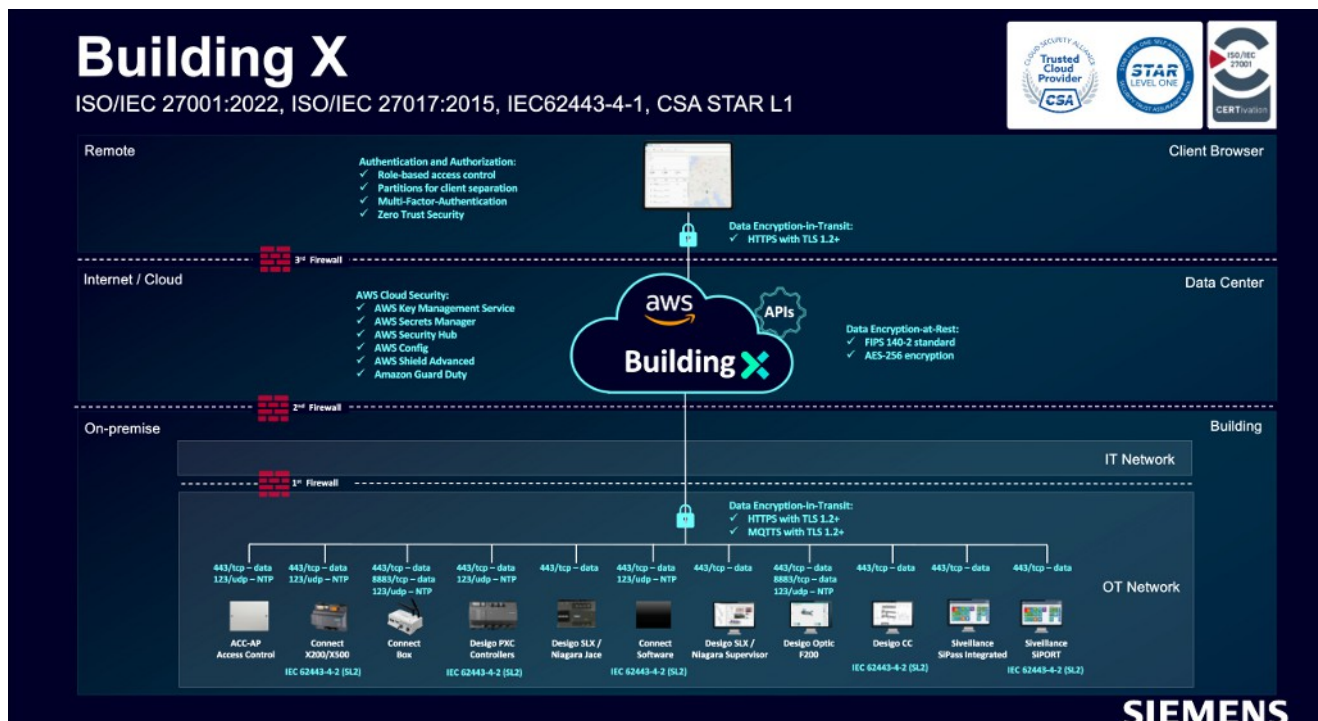 Building X
ISO/IEC 27001:2022, ISO/IEC 27017:2015, IEC62443-4-1, CSA STAR L1
CLOUD SECURITY ALLIANCE
Trusted
Cloud
Provider
CSA
STAR LEVEL ONE: SELF-ASSESSMENT
STAR
LEVEL ONE
ISO/IEC
27001
CERTivation
Remote
Client Browser
Authentication and Authorization:
✓ Role-based access control
✓ Partitions for client separation
✓ Multi-Factor-Authentication
✓ Zero Trust Security
Data Encryption-in-Transit:
✓ HTTPS with TLS 1.2+
3rd Firewall
Internet / Cloud
Data Center
AWS Cloud Security:
✓ AWS Key Management Service
✓ AWS Secrets Manager
✓ AWS Security Hub
✓ AWS Config
✓ AWS Shield Advanced
✓ Amazon Guard Duty
aws
APIs
Building X
Data Encryption-at-Rest:
✓ FIPS 140-2 standard
✓ AES-256 encryption
2nd Firewall
On-premise
Building
IT Network
1st Firewall
Data Encryption-in-Transit:
✓ HTTPS with TLS 1.2+
✓ MQTTS with TLS 1.2+
OT Network
443/tcp – data
123/udp – NTP
ACC-AP
Access Control
443/tcp – data
123/udp – NTP
Connect
X200/X500
IEC 62443-4-2 (SL2)
443/tcp – data
8883/tcp – data
123/udp – NTP
Connect
Box
443/tcp – data
123/udp – NTP
Desigo PXC
Controllers
IEC 62443-4-2 (SL2)
443/tcp – data
Desigo SLX /
Niagara Jace
443/tcp – data
123/udp – NTP
Connect
Software
IEC 62443-4-2 (SL2)
443/tcp – data
Desigo SLX /
Niagara Supervisor
443/tcp – data
8883/tcp – data
123/udp – NTP
Desigo Optic
F200
443/tcp – data
Desigo CC
IEC 62443-4-2 (SL2)
443/tcp – data
Siveillance
SiPass Integrated
443/tcp – data
Siveillance
SiPORT
IEC 62443-4-2 (SL2)
SIEMENS